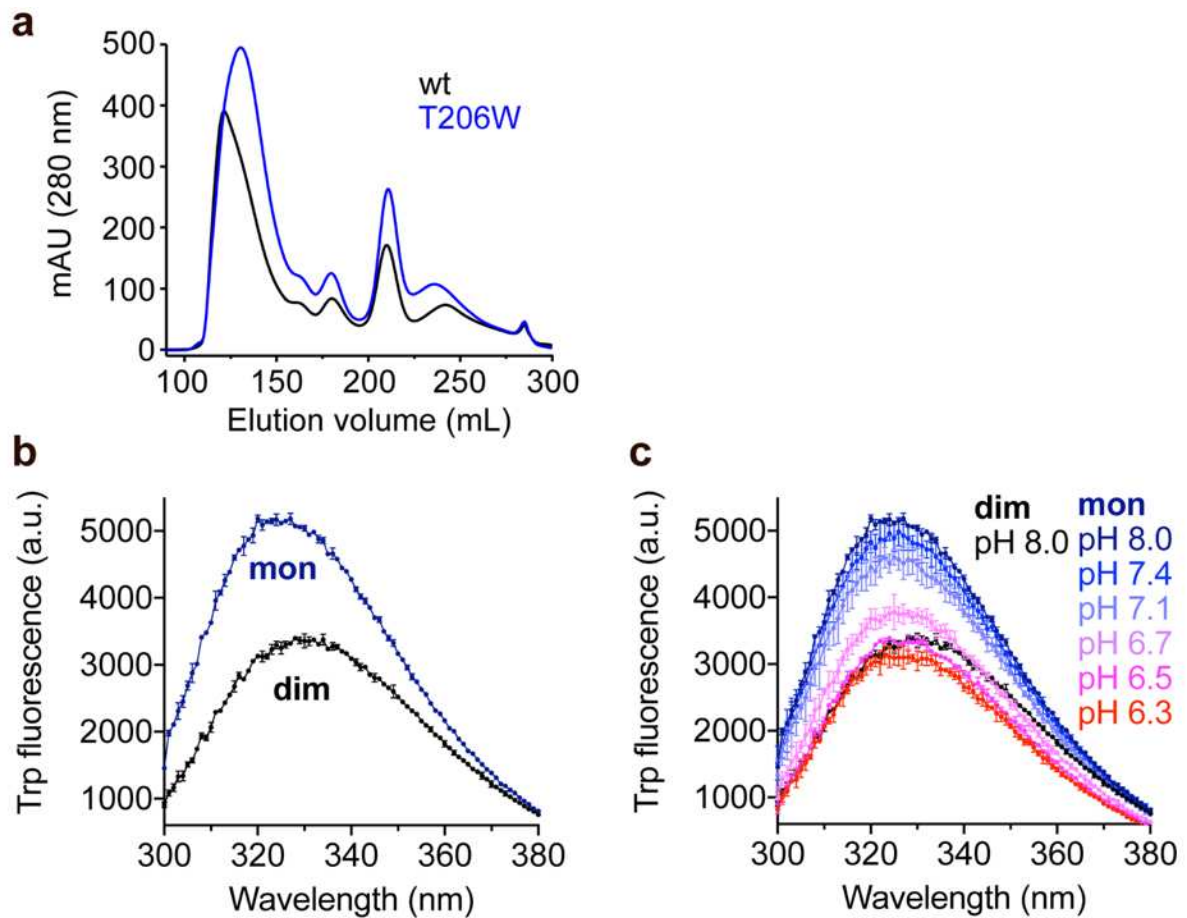 a
500
400
300
200
100
0
mAU (280 nm)
wt
T206W
100 150 200 250 300
Elution volume (mL)
b
5000
4000
3000
2000
1000
Trp fluorescence (a.u.)
mon
dim
300 320 340 360 380
Wavelength (nm)
c
5000
4000
3000
2000
1000
Trp fluorescence (a.u.)
dim mon
pH 8.0 pH 8.0
pH 7.4
pH 7.1
pH 6.7
pH 6.5
pH 6.3
300 320 340 360 380
Wavelength (nm)